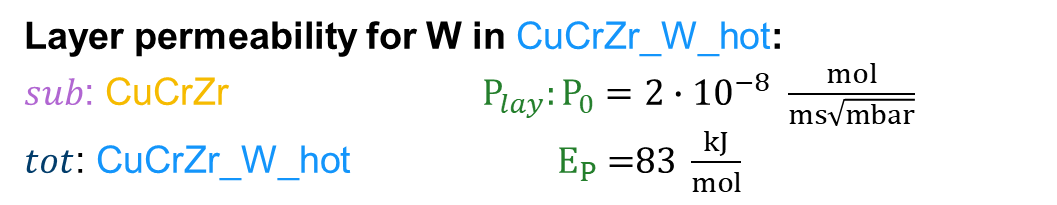 Layer permeability for W in CuCrZr_W_hot:
sub: CuCrZr P_lay: P_0 = 2 · 10^−8 mol/(ms√mbar)
tot: CuCrZr_W_hot E_P =83 kJ/mol